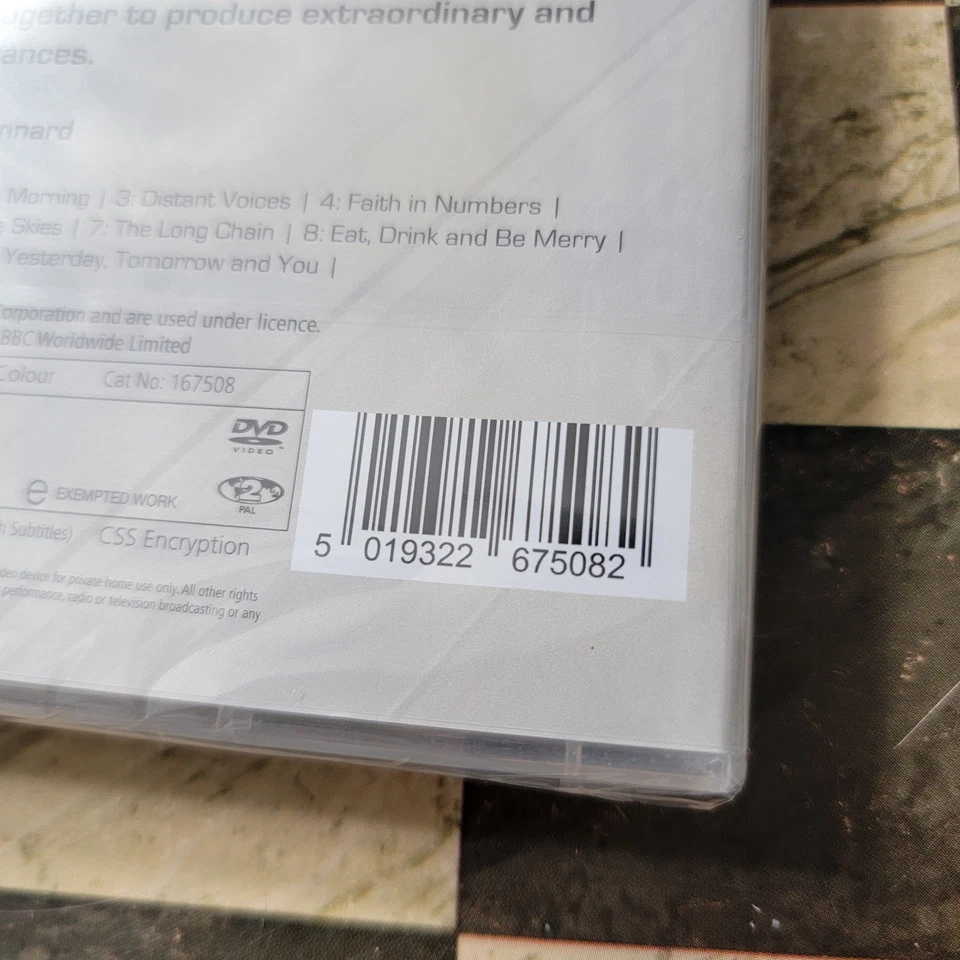 together to produce extraordinary and
ances.
nnard
Morning | 3: Distant Voices | 4: Faith in Numbers |
e Skies | 7: The Long Chain | 8: Eat, Drink and Be Merry |
Yesterday, Tomorrow and You |
Corporation and are used under licence.
BBC Worldwide Limited
Colour Cat No: 167508
DVD
VIDEO
e EXEMPTED WORK
2
PAL
h Subtitles) CSS Encryption
5 019322 675082
ideo device for private home use only. All other rights
performance, radio or television broadcasting or any